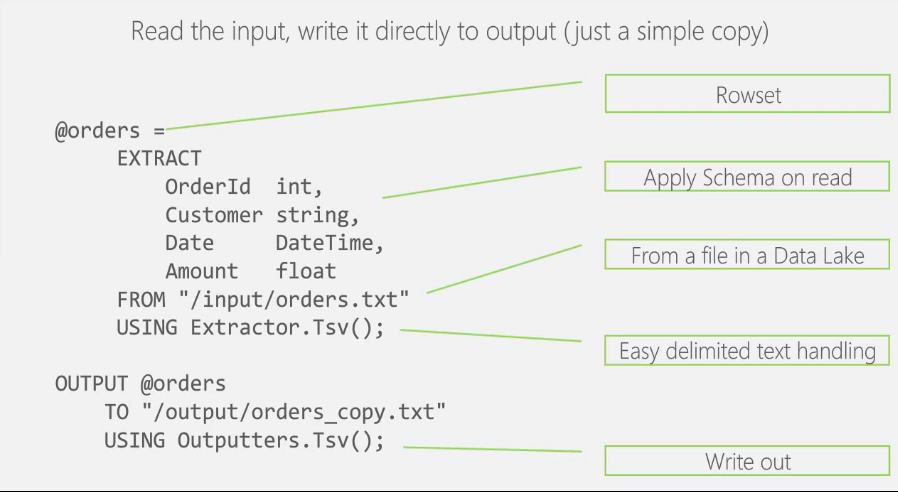 Read the input, write it directly to output (just a simple copy)
Rowset
@orders =
EXTRACT
OrderId int,
Apply Schema on read
Customer string,
Date DateTime,
From a file in a Data Lake
Amount float
FROM "/input/orders.txt"
USING Extractor.Tsv();
Easy delimited text handling
OUTPUT @orders
TO "/output/orders_copy.txt"
USING Outputters.Tsv();
Write out